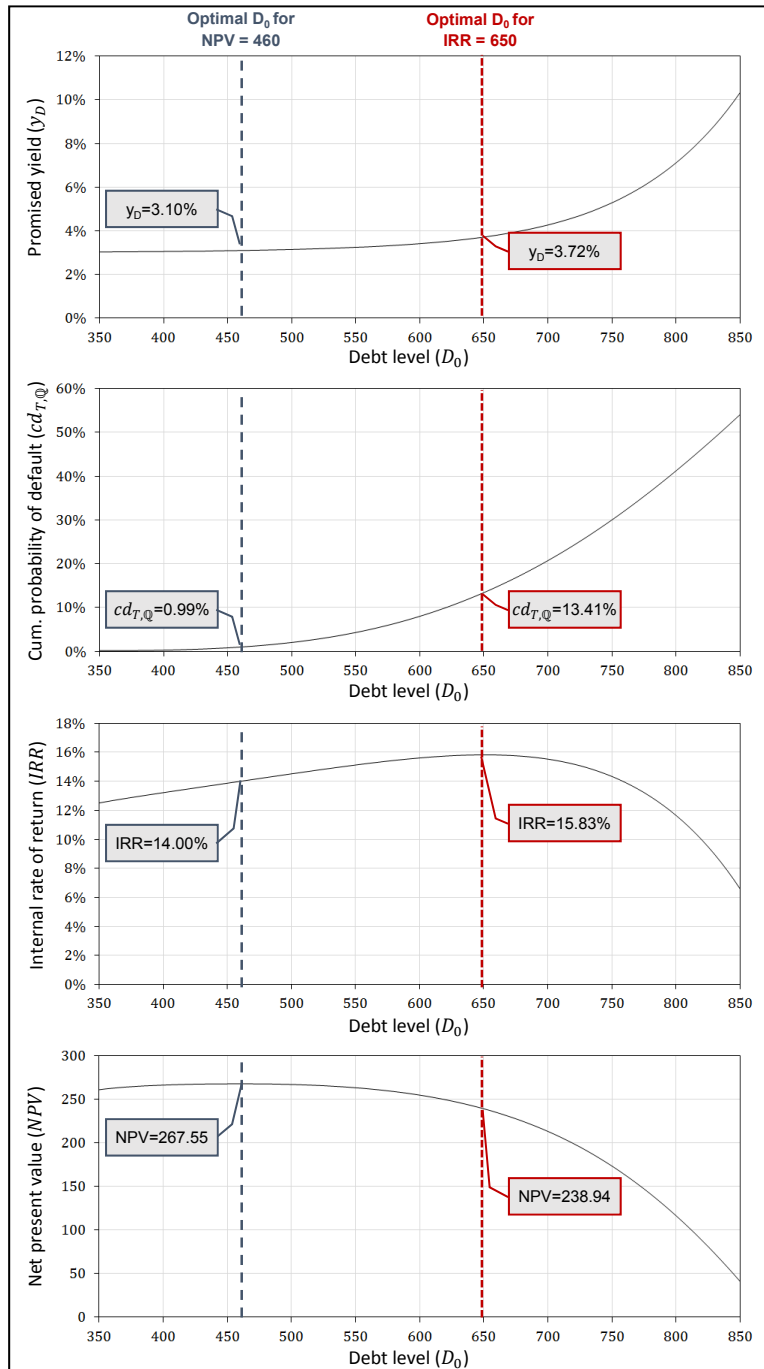 Optimal D₀ for
NPV = 460
Optimal D₀ for
IRR = 650
12%
10%
8%
6%
4%
2%
0%
Promised yield (y_D)
y_D=3.10%
y_D=3.72%
350 400 450 500 550 600 650 700 750 800 850
Debt level (D₀)
60%
50%
40%
30%
20%
10%
0%
Cum. probability of default (cd_{T,ℚ})
cd_{T,ℚ}=0.99%
cd_{T,ℚ}=13.41%
350 400 450 500 550 600 650 700 750 800 850
Debt level (D₀)
18%
16%
14%
12%
10%
8%
6%
4%
2%
0%
Internal rate of return (IRR)
IRR=14.00%
IRR=15.83%
350 400 450 500 550 600 650 700 750 800 850
Debt level (D₀)
300
250
200
150
100
50
0
Net present value (NPV)
NPV=267.55
NPV=238.94
350 400 450 500 550 600 650 700 750 800 850
Debt level (D₀)